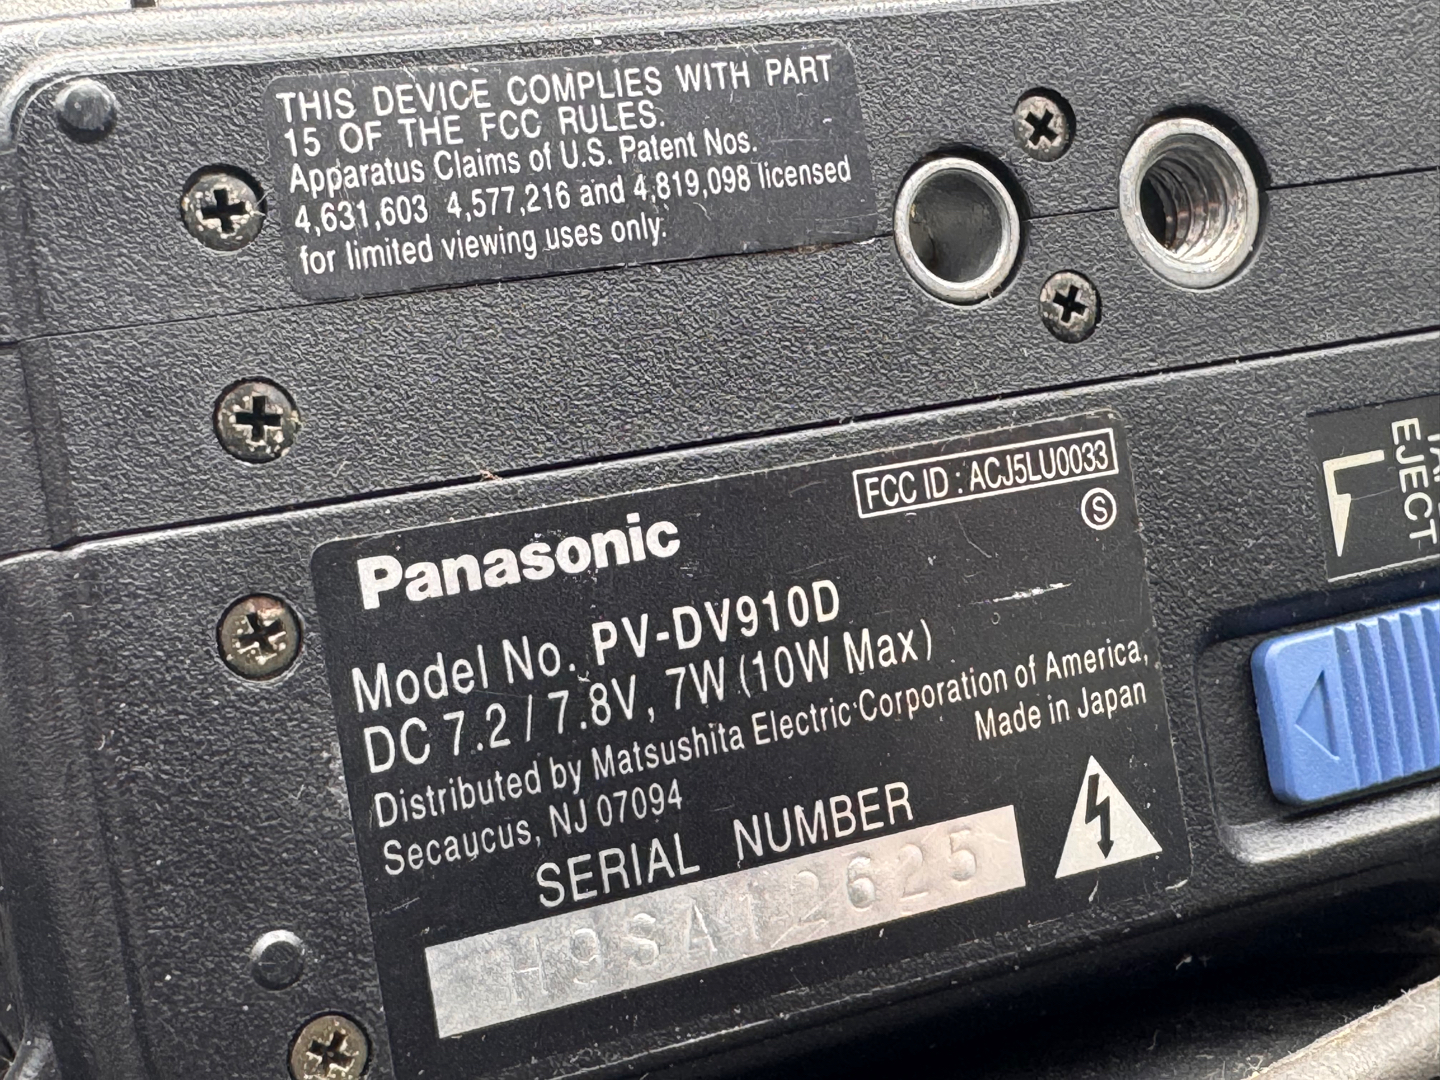 THIS DEVICE COMPLIES WITH PART
15 OF THE FCC RULES.
Apparatus Claims of U.S. Patent Nos.
4,631,603 4,577,216 and 4,819,098 licensed
for limited viewing uses only.
FCC ID : ACJ5LU0033
S
Panasonic
Model No. PV-DV910D
DC 7.2 / 7.8V, 7W (10W Max)
Distributed by Matsushita Electric Corporation of America,
Secaucus, NJ 07094
Made in Japan
SERIAL NUMBER
H9SA12625
EJECT